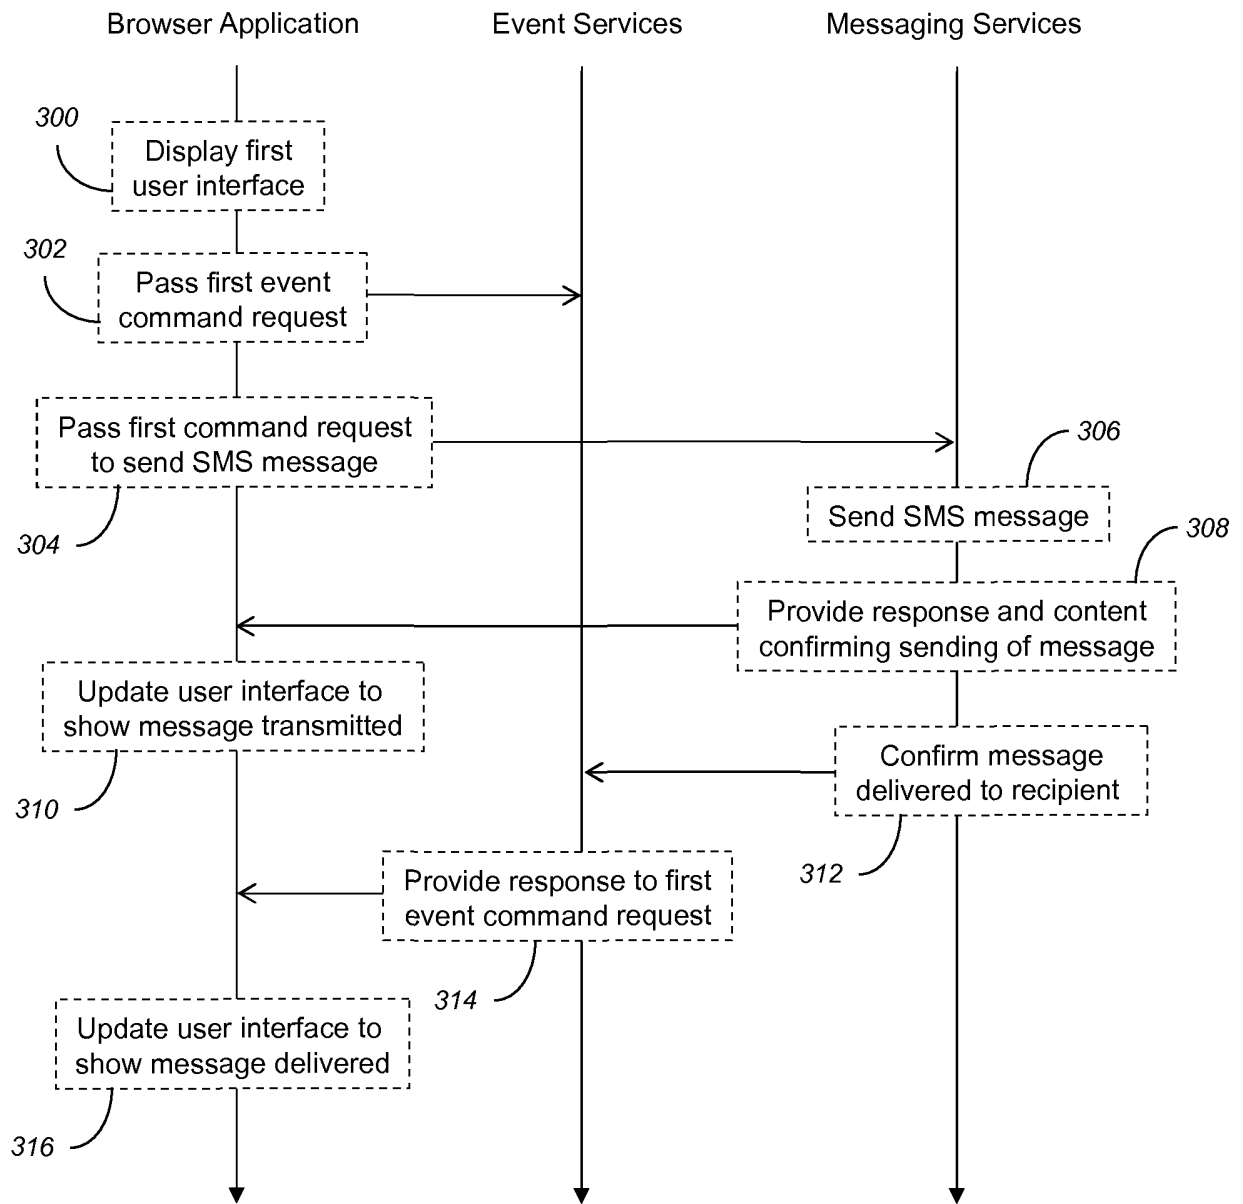 Browser Application
Event Services
Messaging Services
300
Display first
user interface
302
Pass first event
command request
Pass first command request
to send SMS message
304
306
Send SMS message
308
Provide response and content
confirming sending of message
Update user interface to
show message transmitted
310
Confirm message
delivered to recipient
312
Provide response to first
event command request
314
Update user interface to
show message delivered
316